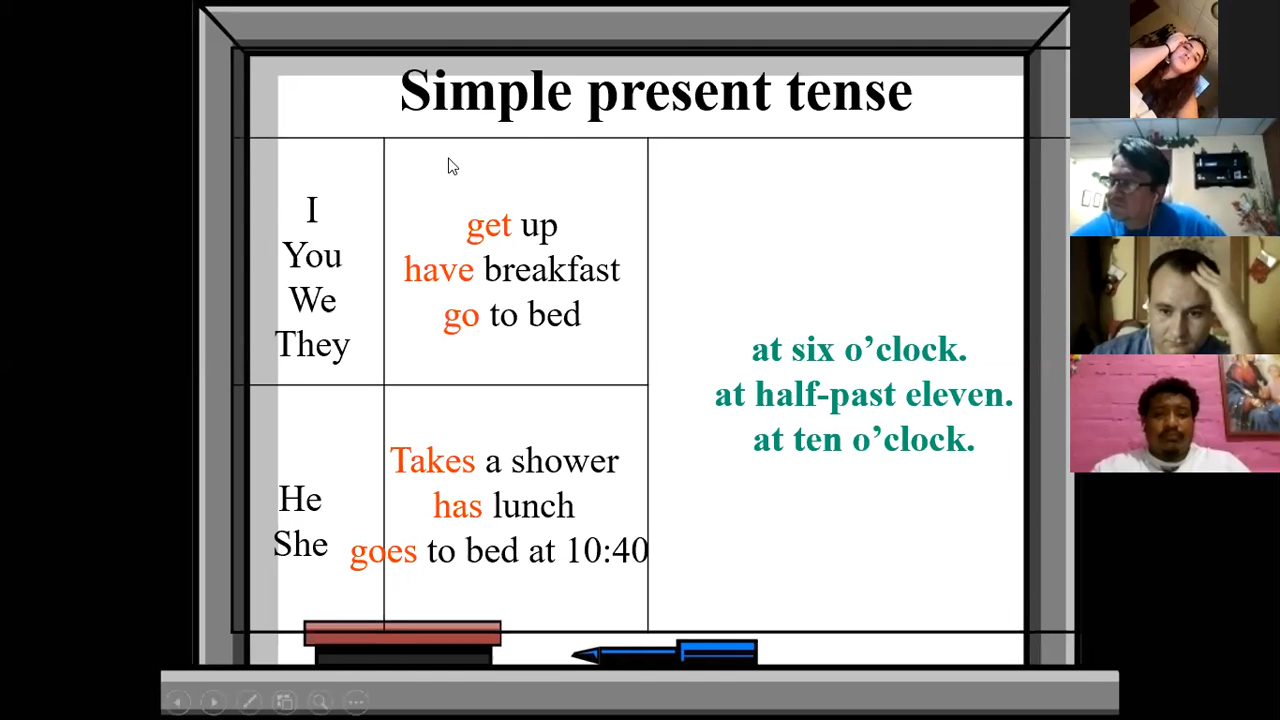 Simple present tense
I
You
We
They
get up
have breakfast
go to bed
at six o’clock.
at half-past eleven.
at ten o’clock.
He
She
Takes a shower
has lunch
goes to bed at 10:40